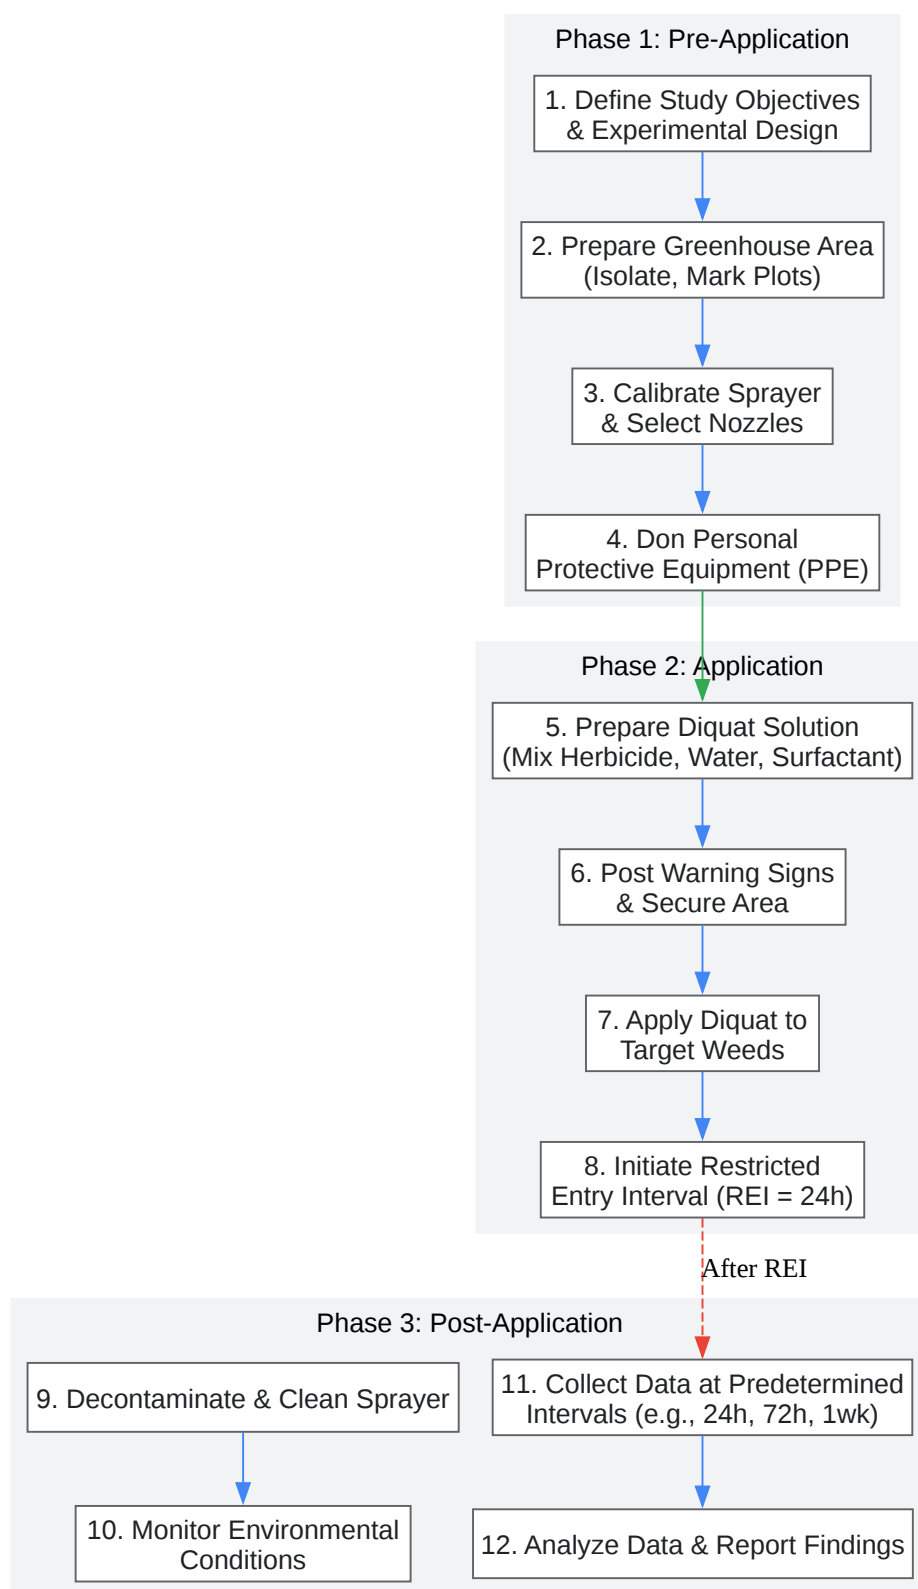 Phase 1: Pre-Application
1. Define Study Objectives
& Experimental Design
2. Prepare Greenhouse Area
(Isolate, Mark Plots)
3. Calibrate Sprayer
& Select Nozzles
4. Don Personal
Protective Equipment (PPE)
Phase 2: Application
5. Prepare Diquat Solution
(Mix Herbicide, Water, Surfactant)
6. Post Warning Signs
& Secure Area
7. Apply Diquat to
Target Weeds
8. Initiate Restricted
Entry Interval (REI = 24h)
After REI
Phase 3: Post-Application
9. Decontaminate & Clean Sprayer
10. Monitor Environmental
Conditions
11. Collect Data at Predetermined
Intervals (e.g., 24h, 72h, 1wk)
12. Analyze Data & Report Findings